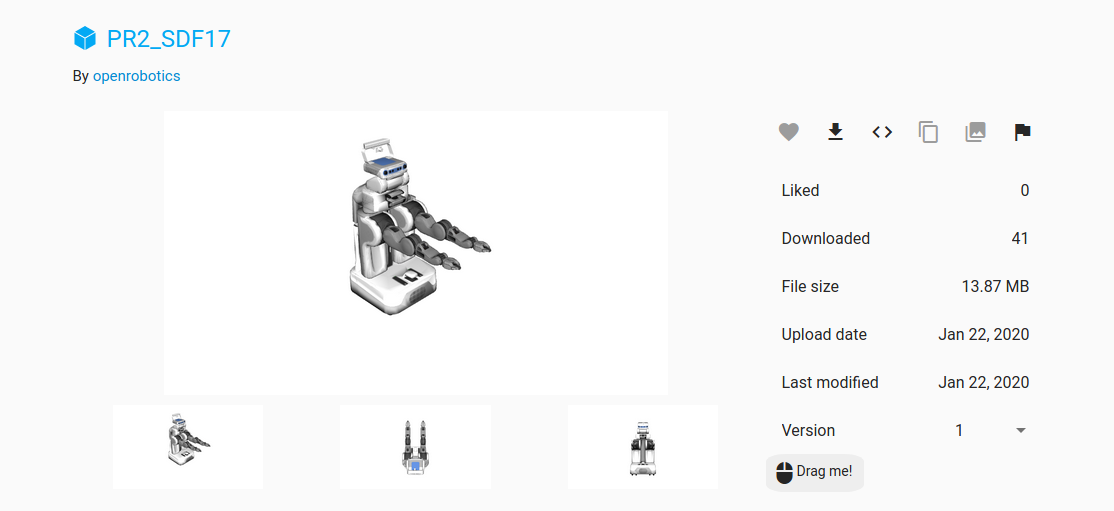 PR2_SDF17
By openrobotics
Liked 0
Downloaded 41
File size 13.87 MB
Upload date Jan 22, 2020
Last modified Jan 22, 2020
Version 1
Drag me!